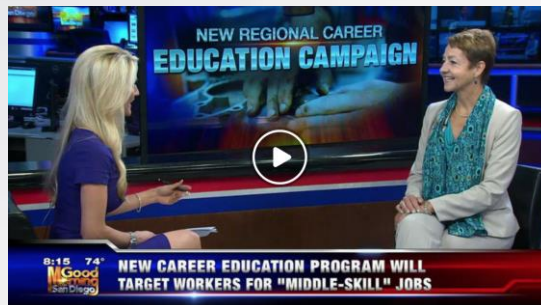 NEW REGIONAL CAREER
EDUCATION CAMPAIGN
8:15 74°
Good
Morning
San Diego
NEW CAREER EDUCATION PROGRAM WILL
TARGET WORKERS FOR "MIDDLE-SKILL" JOBS